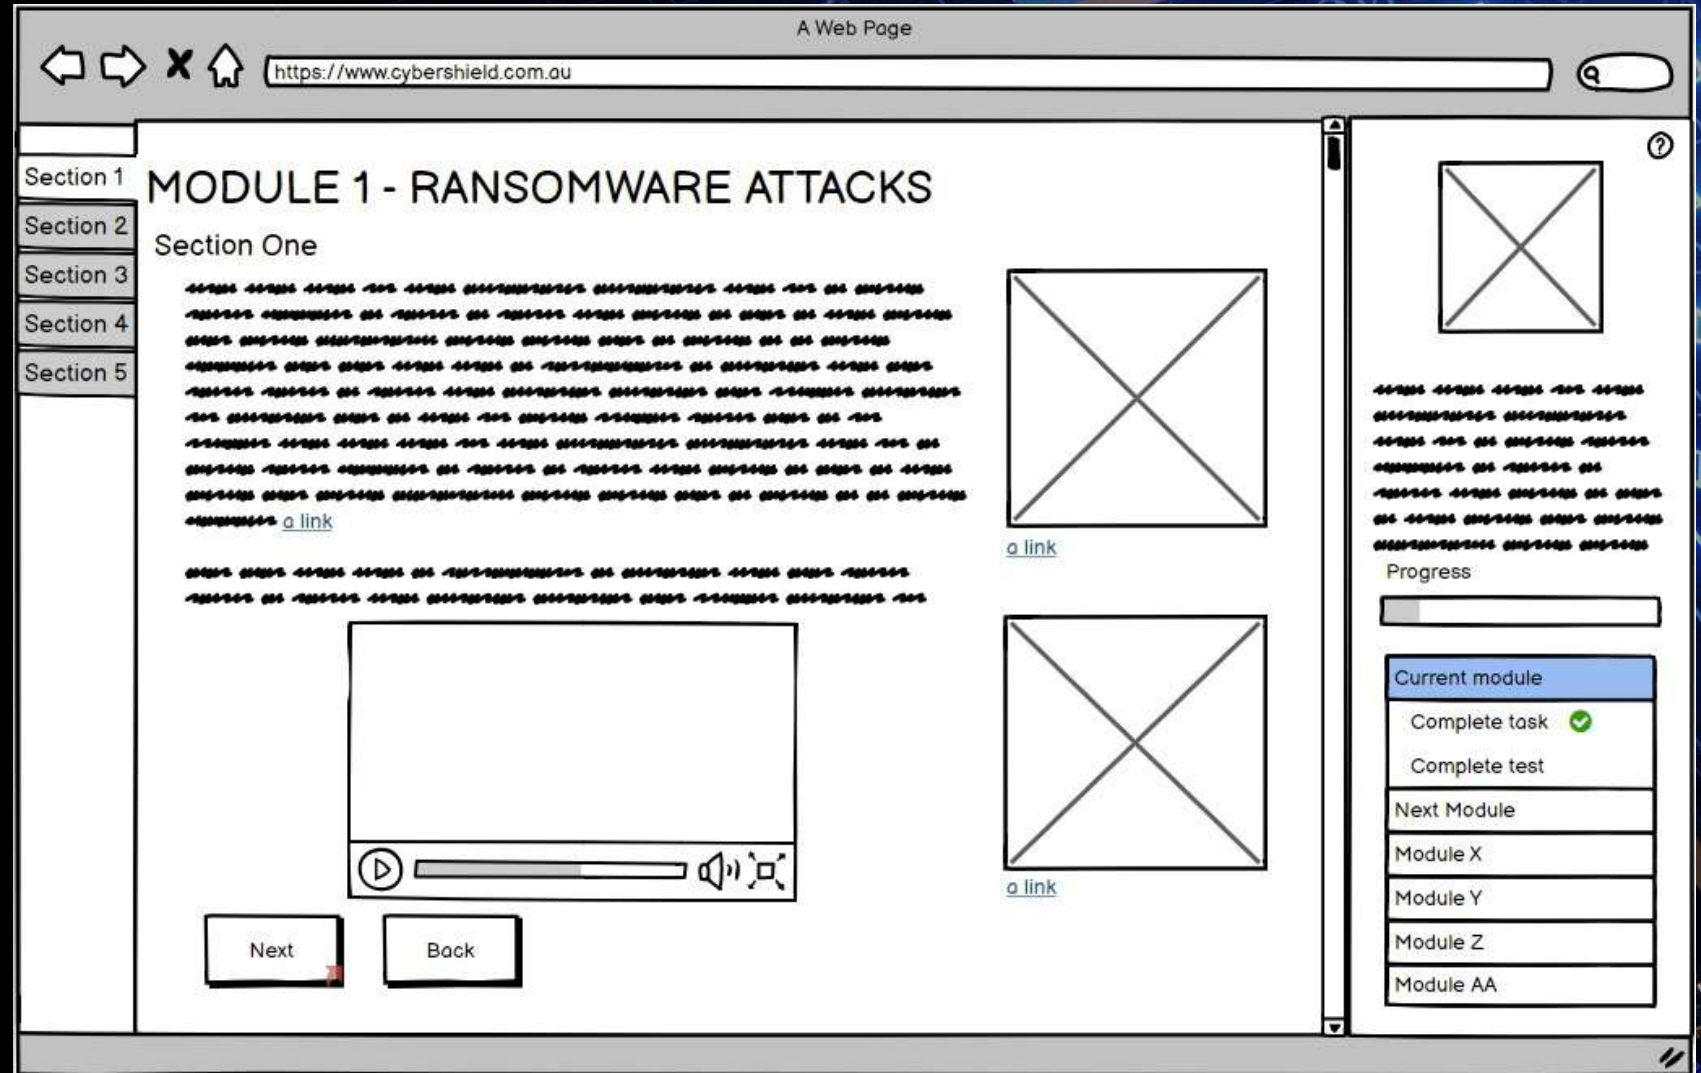 A Web Page
https://www.cybershield.com.au
Section 1
Section 2
Section 3
Section 4
Section 5
MODULE 1 - RANSOMWARE ATTACKS
Section One
a link
a link
a link
Next
Back
Progress
Current module
Complete task
Complete test
Next Module
Module X
Module Y
Module Z
Module AA